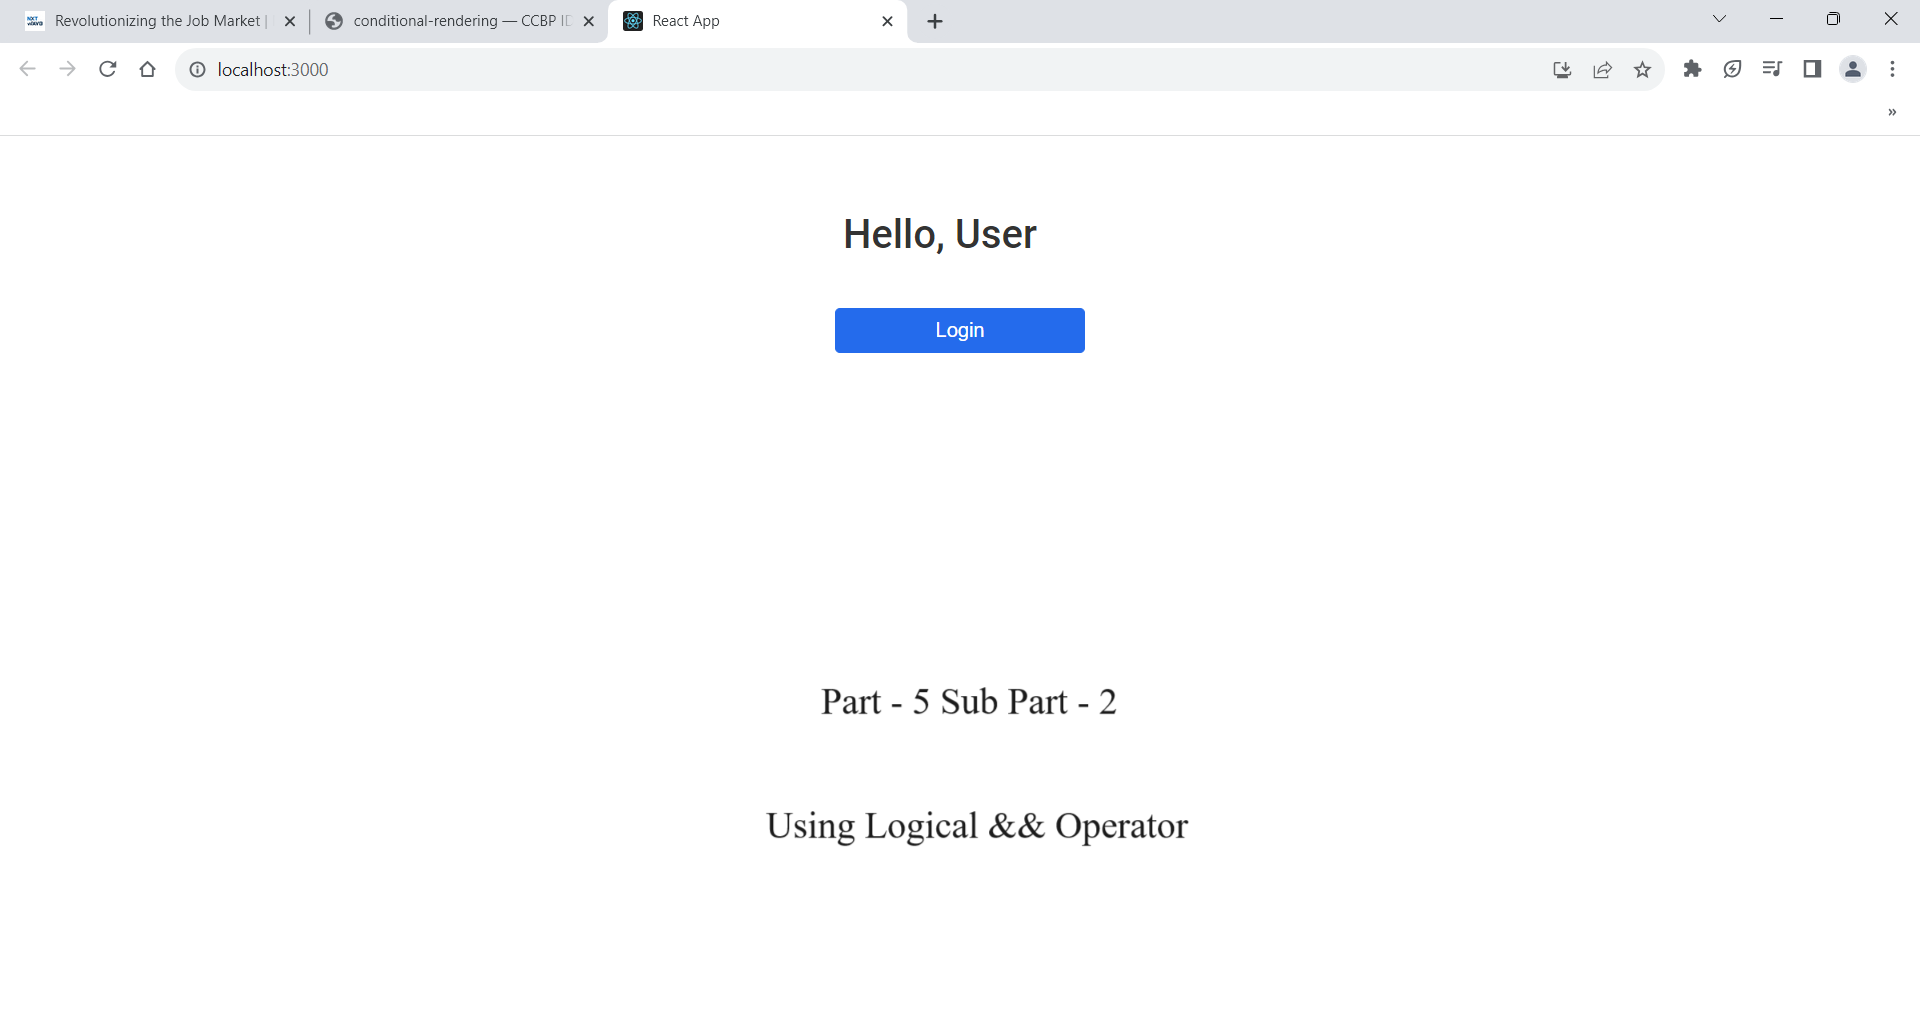 Revolutionizing the Job Market |
conditional-rendering — CCBP ID
React App
localhost:3000
»
Hello, User
Login
Part - 5 Sub Part - 2
Using Logical && Operator